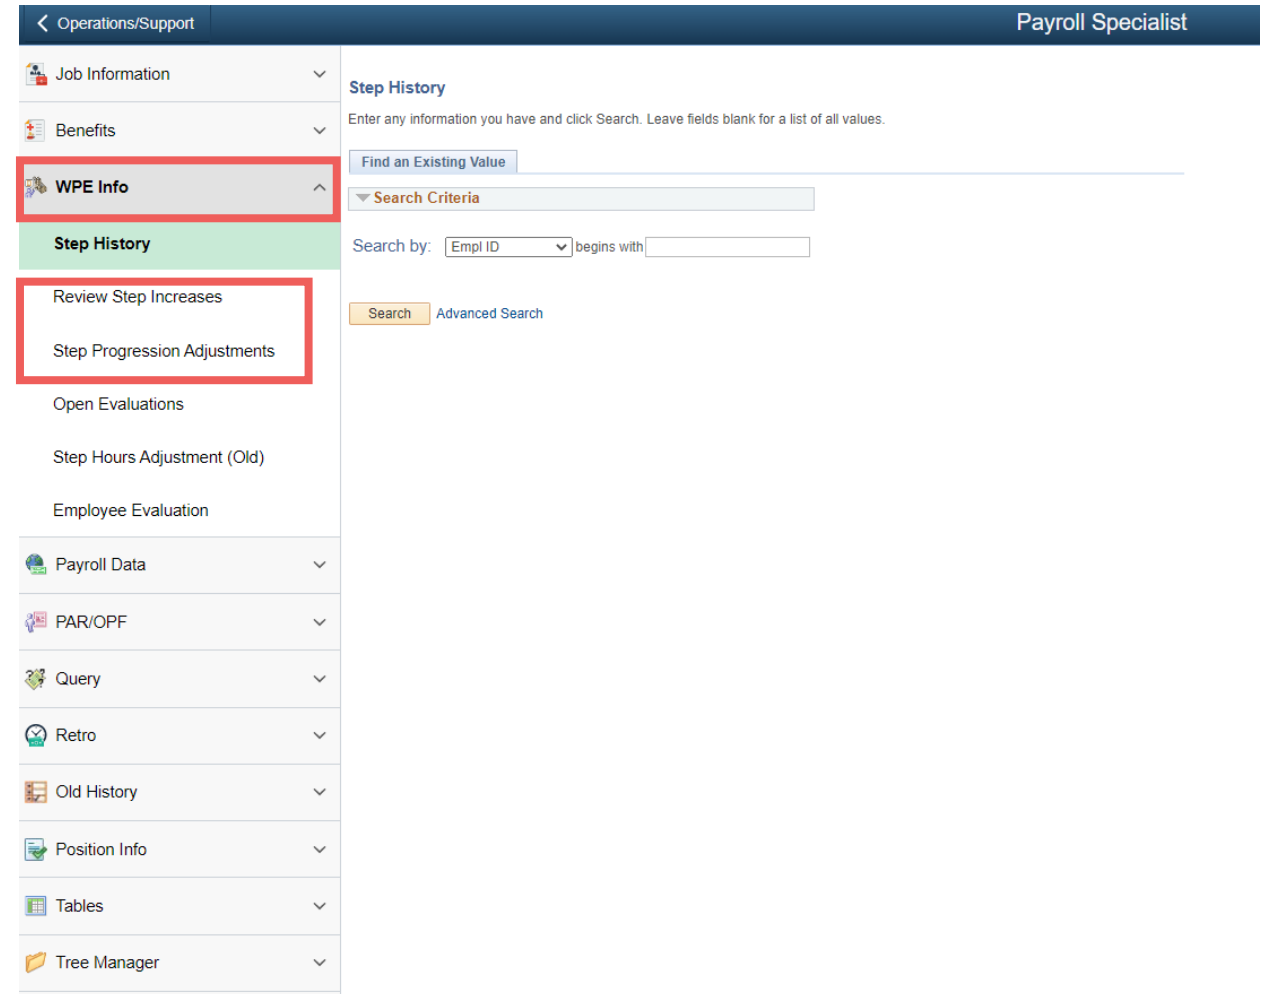 Operations/Support
Payroll Specialist
Job Information
Benefits
WPE Info
Step History
Review Step Increases
Step Progression Adjustments
Open Evaluations
Step Hours Adjustment (Old)
Employee Evaluation
Payroll Data
PAR/OPF
Query
Retro
Old History
Position Info
Tables
Tree Manager
Step History
Enter any information you have and click Search. Leave fields blank for a list of all values.
Find an Existing Value
Search Criteria
Search by: Empl ID begins with
Search Advanced Search